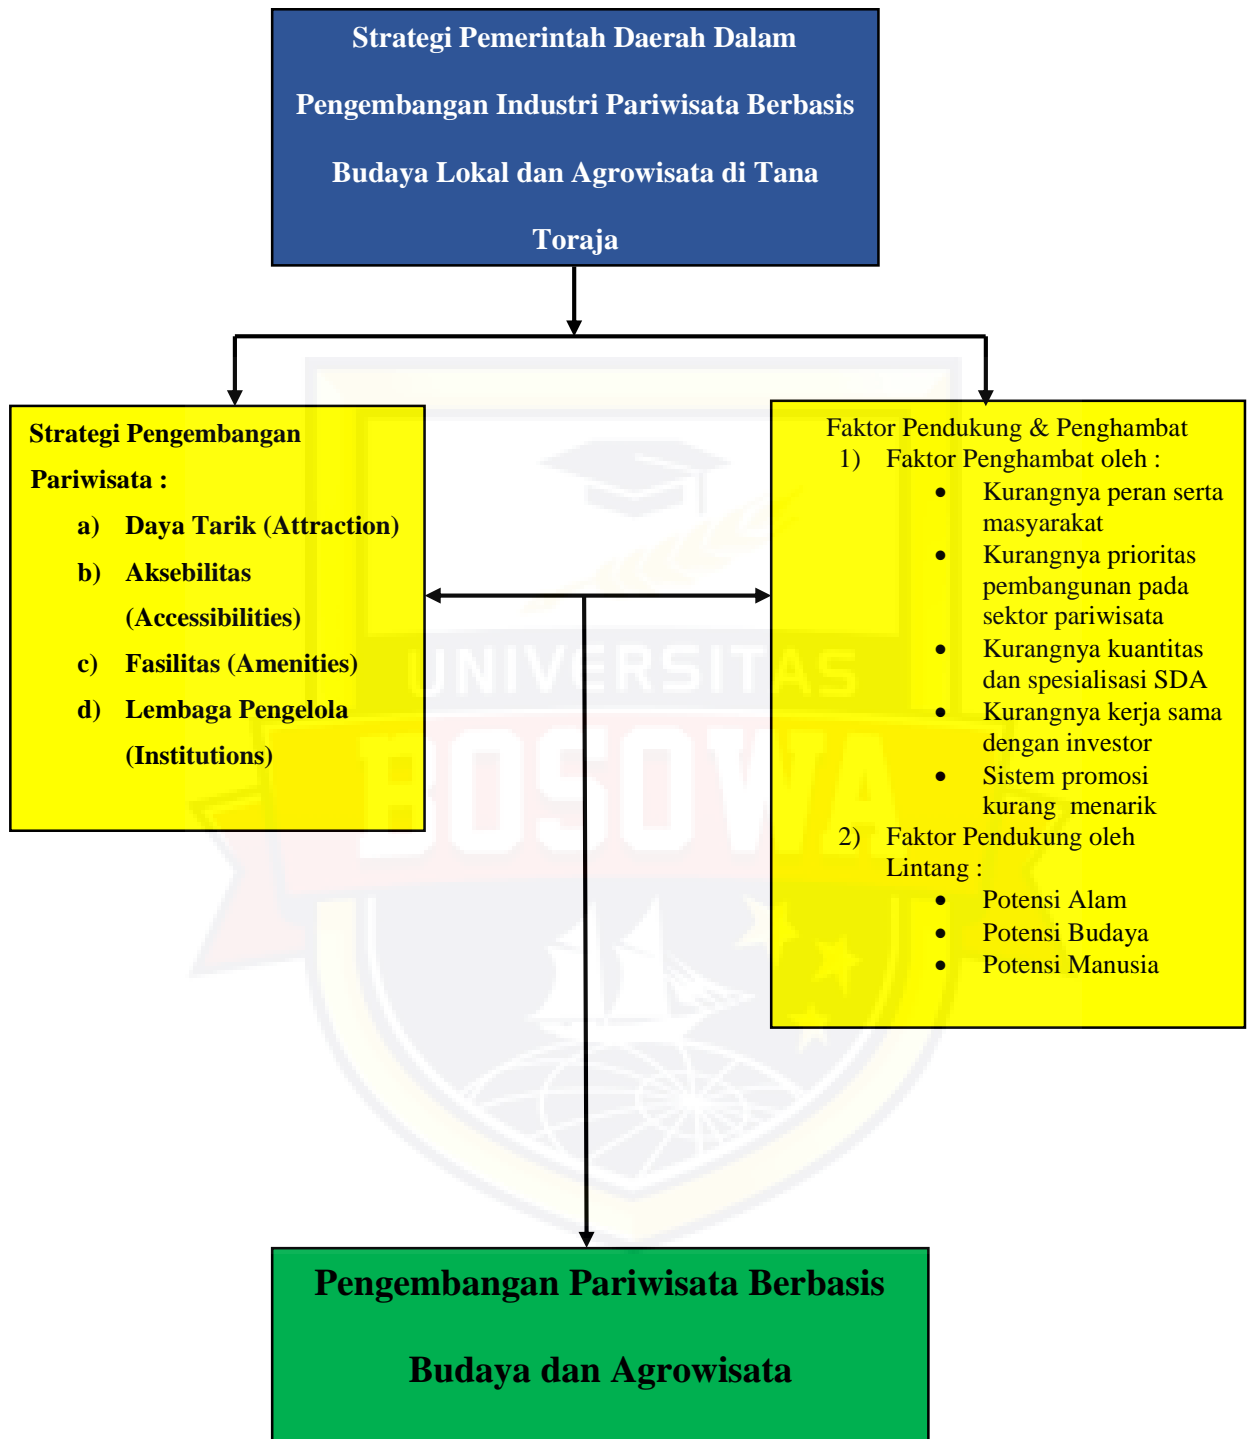 Strategi Pemerintah Daerah Dalam
Pengembangan Industri Pariwisata Berbasis
Budaya Lokal dan Agrowisata di Tana
Toraja
Strategi Pengembangan
Pariwisata :
a) Daya Tarik (Attraction)
b) Aksebilitas
(Accessibilities)
c) Fasilitas (Amenities)
d) Lembaga Pengelola
(Institutions)
Faktor Pendukung & Penghambat
1) Faktor Penghambat oleh :
• Kurangnya peran serta
masyarakat
• Kurangnya prioritas
pembangunan pada
sektor pariwisata
• Kurangnya kuantitas
dan spesialisasi SDA
• Kurangnya kerja sama
dengan investor
• Sistem promosi
kurang menarik
2) Faktor Pendukung oleh
Lintang :
• Potensi Alam
• Potensi Budaya
• Potensi Manusia
UNIVERSITAS
BOSOWA
Pengembangan Pariwisata Berbasis
Budaya dan Agrowisata